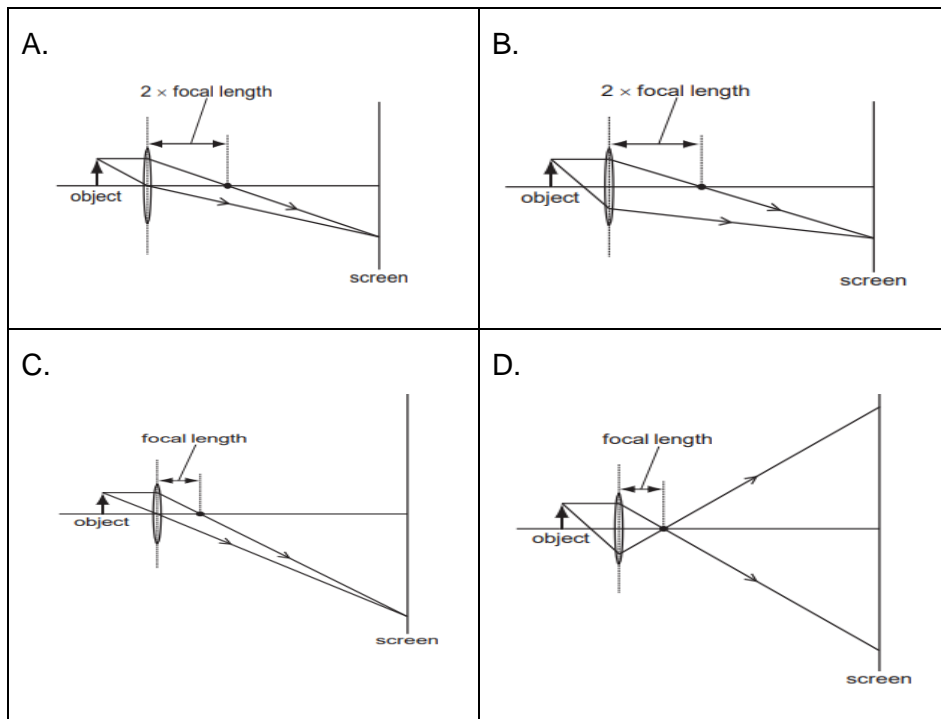 A.
2 × focal length
object
screen
B.
2 × focal length
object
screen
C.
focal length
object
screen
D.
focal length
object
screen